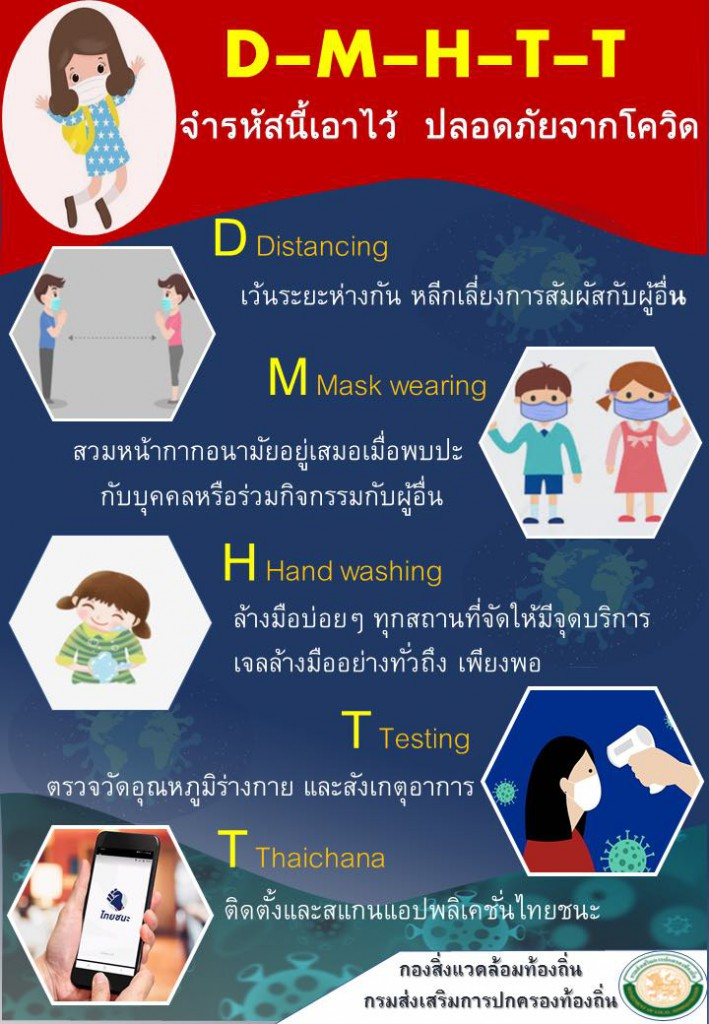 D–M–H–T–T
จำรหัสนี้เอาไว้ ปลอดภัยจากโควิด
D Distancing
เว้นระยะห่างกัน หลีกเลี่ยงการสัมผัสกับผู้อื่น
M Mask wearing
สวมหน้ากากอนามัยอยู่เสมอเมื่อพบปะ
กับบุคคลหรือร่วมกิจกรรมกับผู้อื่น
H Hand washing
ล้างมือบ่อยๆ ทุกสถานที่จัดให้มีจุดบริการ
เจลล้างมืออย่างทั่วถึง เพียงพอ
T Testing
ตรวจวัดอุณหภูมิร่างกาย และสังเกตุอาการ
T Thaichana
ไทยชนะ
ติดตั้งและสแกนแอปพลิเคชั่นไทยชนะ
กองสิ่งแวดล้อมท้องถิ่น
กรมส่งเสริมการปกครองท้องถิ่น